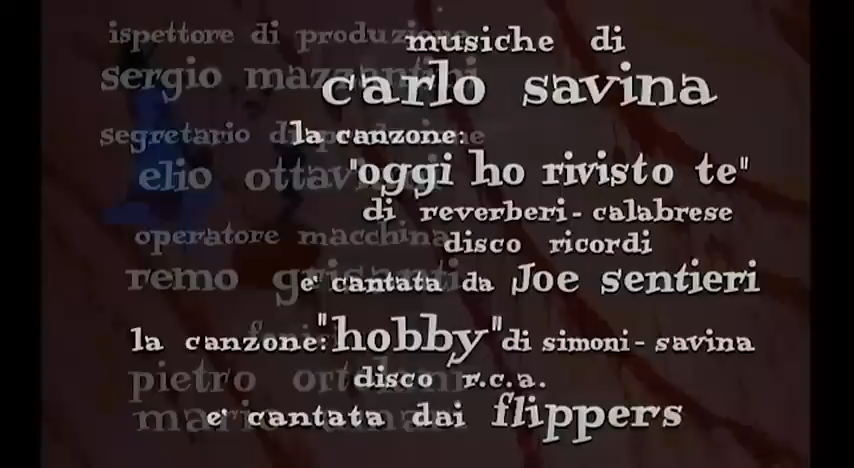 musiche di
carlo savina
la canzone:
"oggi ho rivisto te"
di reverberi - calabrese
disco ricordi
e' cantata da Joe sentieri
la canzone: "hobby" di simoni - savina
disco r.c.a.
e' cantata dai flippers
ispettore di produzione
sergio
segretario di
elio
operatore macchina
remo
pietro